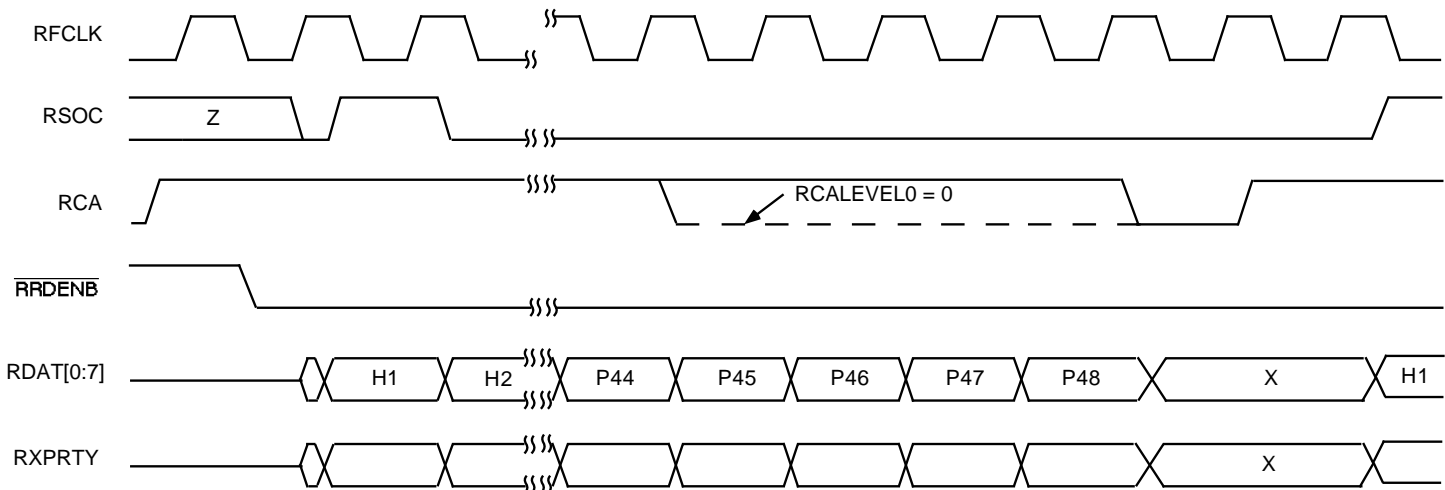 RFCLK
RSOC
Z
RCA
RCALEVEL0 = 0
RRDENB
RDAT[0:7]
H1 H2 P44 P45 P46 P47 P48 X H1
RXPRTY
X